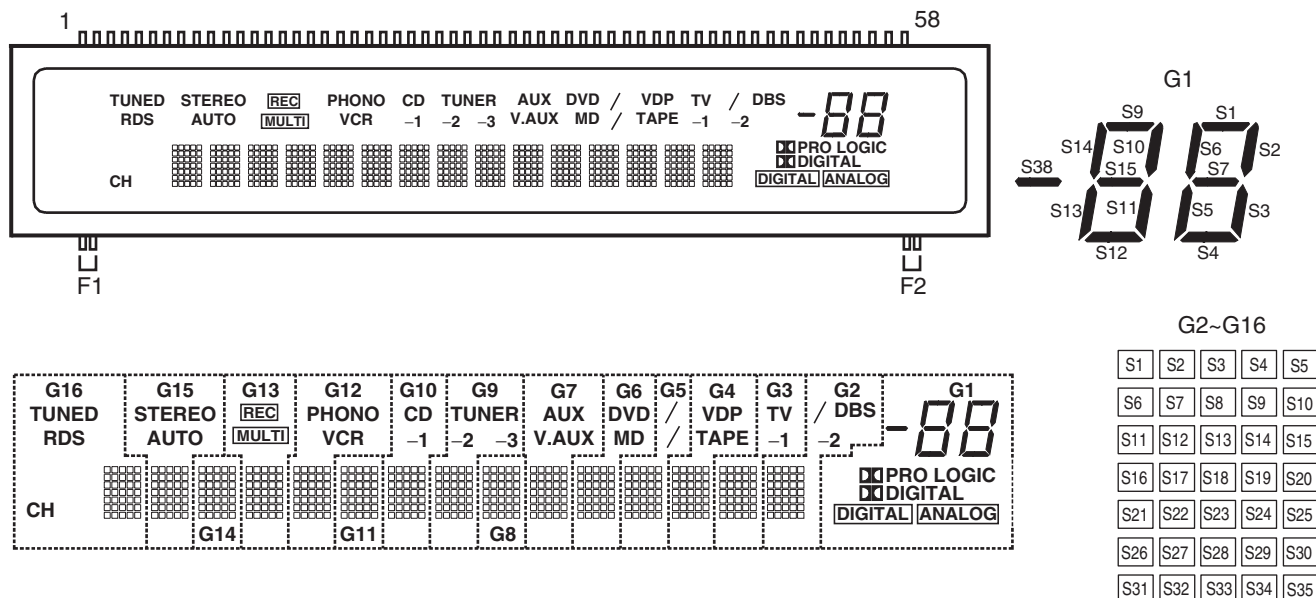 1 58
TUNED STEREO REC PHONO CD TUNER AUX DVD / VDP TV / DBS -88
RDS AUTO MULTI VCR –1 –2 –3 V.AUX MD / TAPE –1 –2
PRO LOGIC
DIGITAL
CH DIGITAL ANALOG
F1 F2
G1
S9 S1
S14 S10 S6 S2
S38 S15 S7
S13 S11 S5 S3
S12 S4
G16 G15 G13 G12 G10 G9 G7 G6 G5 G4 G3 G2 G1
TUNED STEREO REC PHONO CD TUNER AUX DVD / VDP TV / DBS -88
RDS AUTO MULTI VCR –1 –2 –3 V.AUX MD / TAPE –1 –2
PRO LOGIC
DIGITAL
CH DIGITAL ANALOG
G14 G11 G8
G2~G16
S1 S2 S3 S4 S5
S6 S7 S8 S9 S10
S11 S12 S13 S14 S15
S16 S17 S18 S19 S20
S21 S22 S23 S24 S25
S26 S27 S28 S29 S30
S31 S32 S33 S34 S35